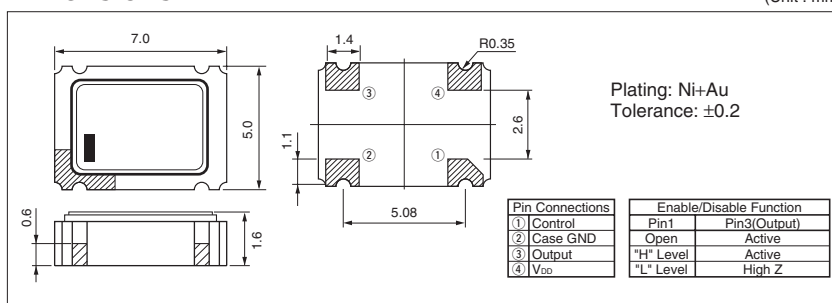 7.0
5.0
0.6
1.6
1.4
R0.35
③
④
②
①
1.1
2.6
5.08
Plating: Ni+Au
Tolerance: ±0.2
Pin Connections
① Control
② Case GND
③ Output
④ VDD
Enable/Disable Function
Pin1 Pin3(Output)
Open Active
"H" Level Active
"L" Level High Z